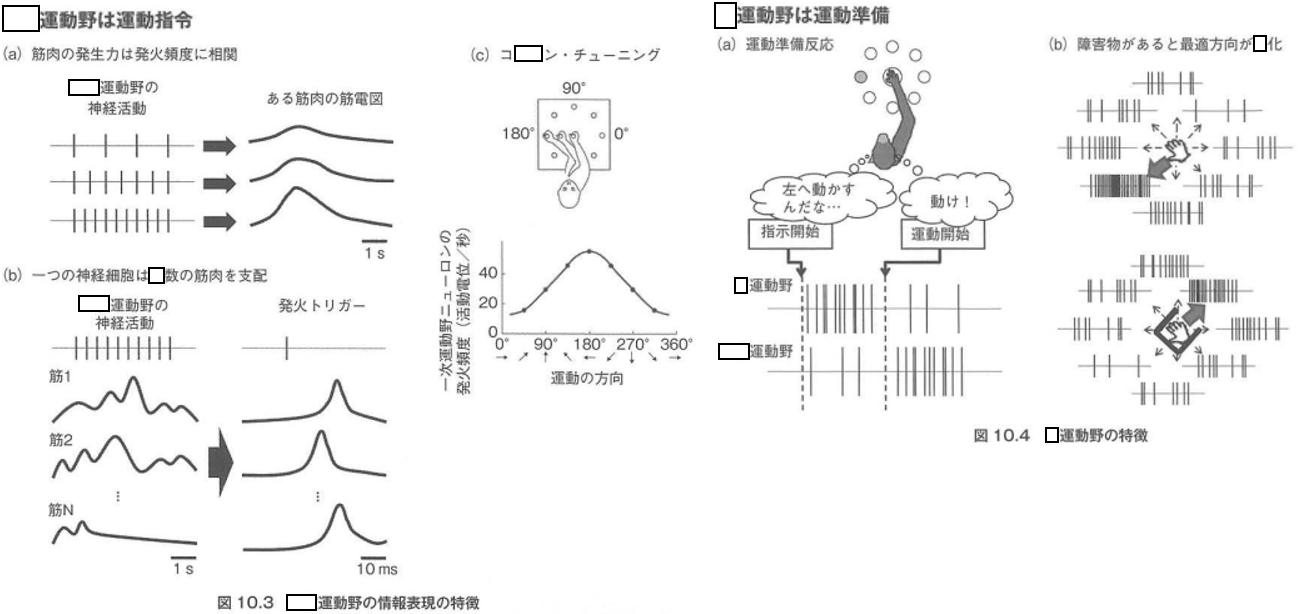 □運動野は運動指令
(a) 筋肉の発生力は発火頻度に相関
□運動野の
神経活動
ある筋肉の筋電図
1 s
(b) 一つの神経細胞は□数の筋肉を支配
□運動野の
神経活動
発火トリガー
筋1
筋2
⋮
⋮
筋N
1 s
10 ms
図 10.3 □運動野の情報表現の特徴
(c) コ□ン・チューニング
90°
180°
0°
一次運動野ニューロンの
発火頻度(活動電位/秒)
40
20
0
0° 90° 180° 270° 360°
→ ↗ ↑ ↖ ← ↙ ↓ ↘ →
運動の方向
□運動野は運動準備
(a) 運動準備反応
左へ動かす
んだな…
動け!
指示開始
運動開始
□運動野
□運動野
(b) 障害物があると最適方向が□化
図 10.4 □運動野の特徴